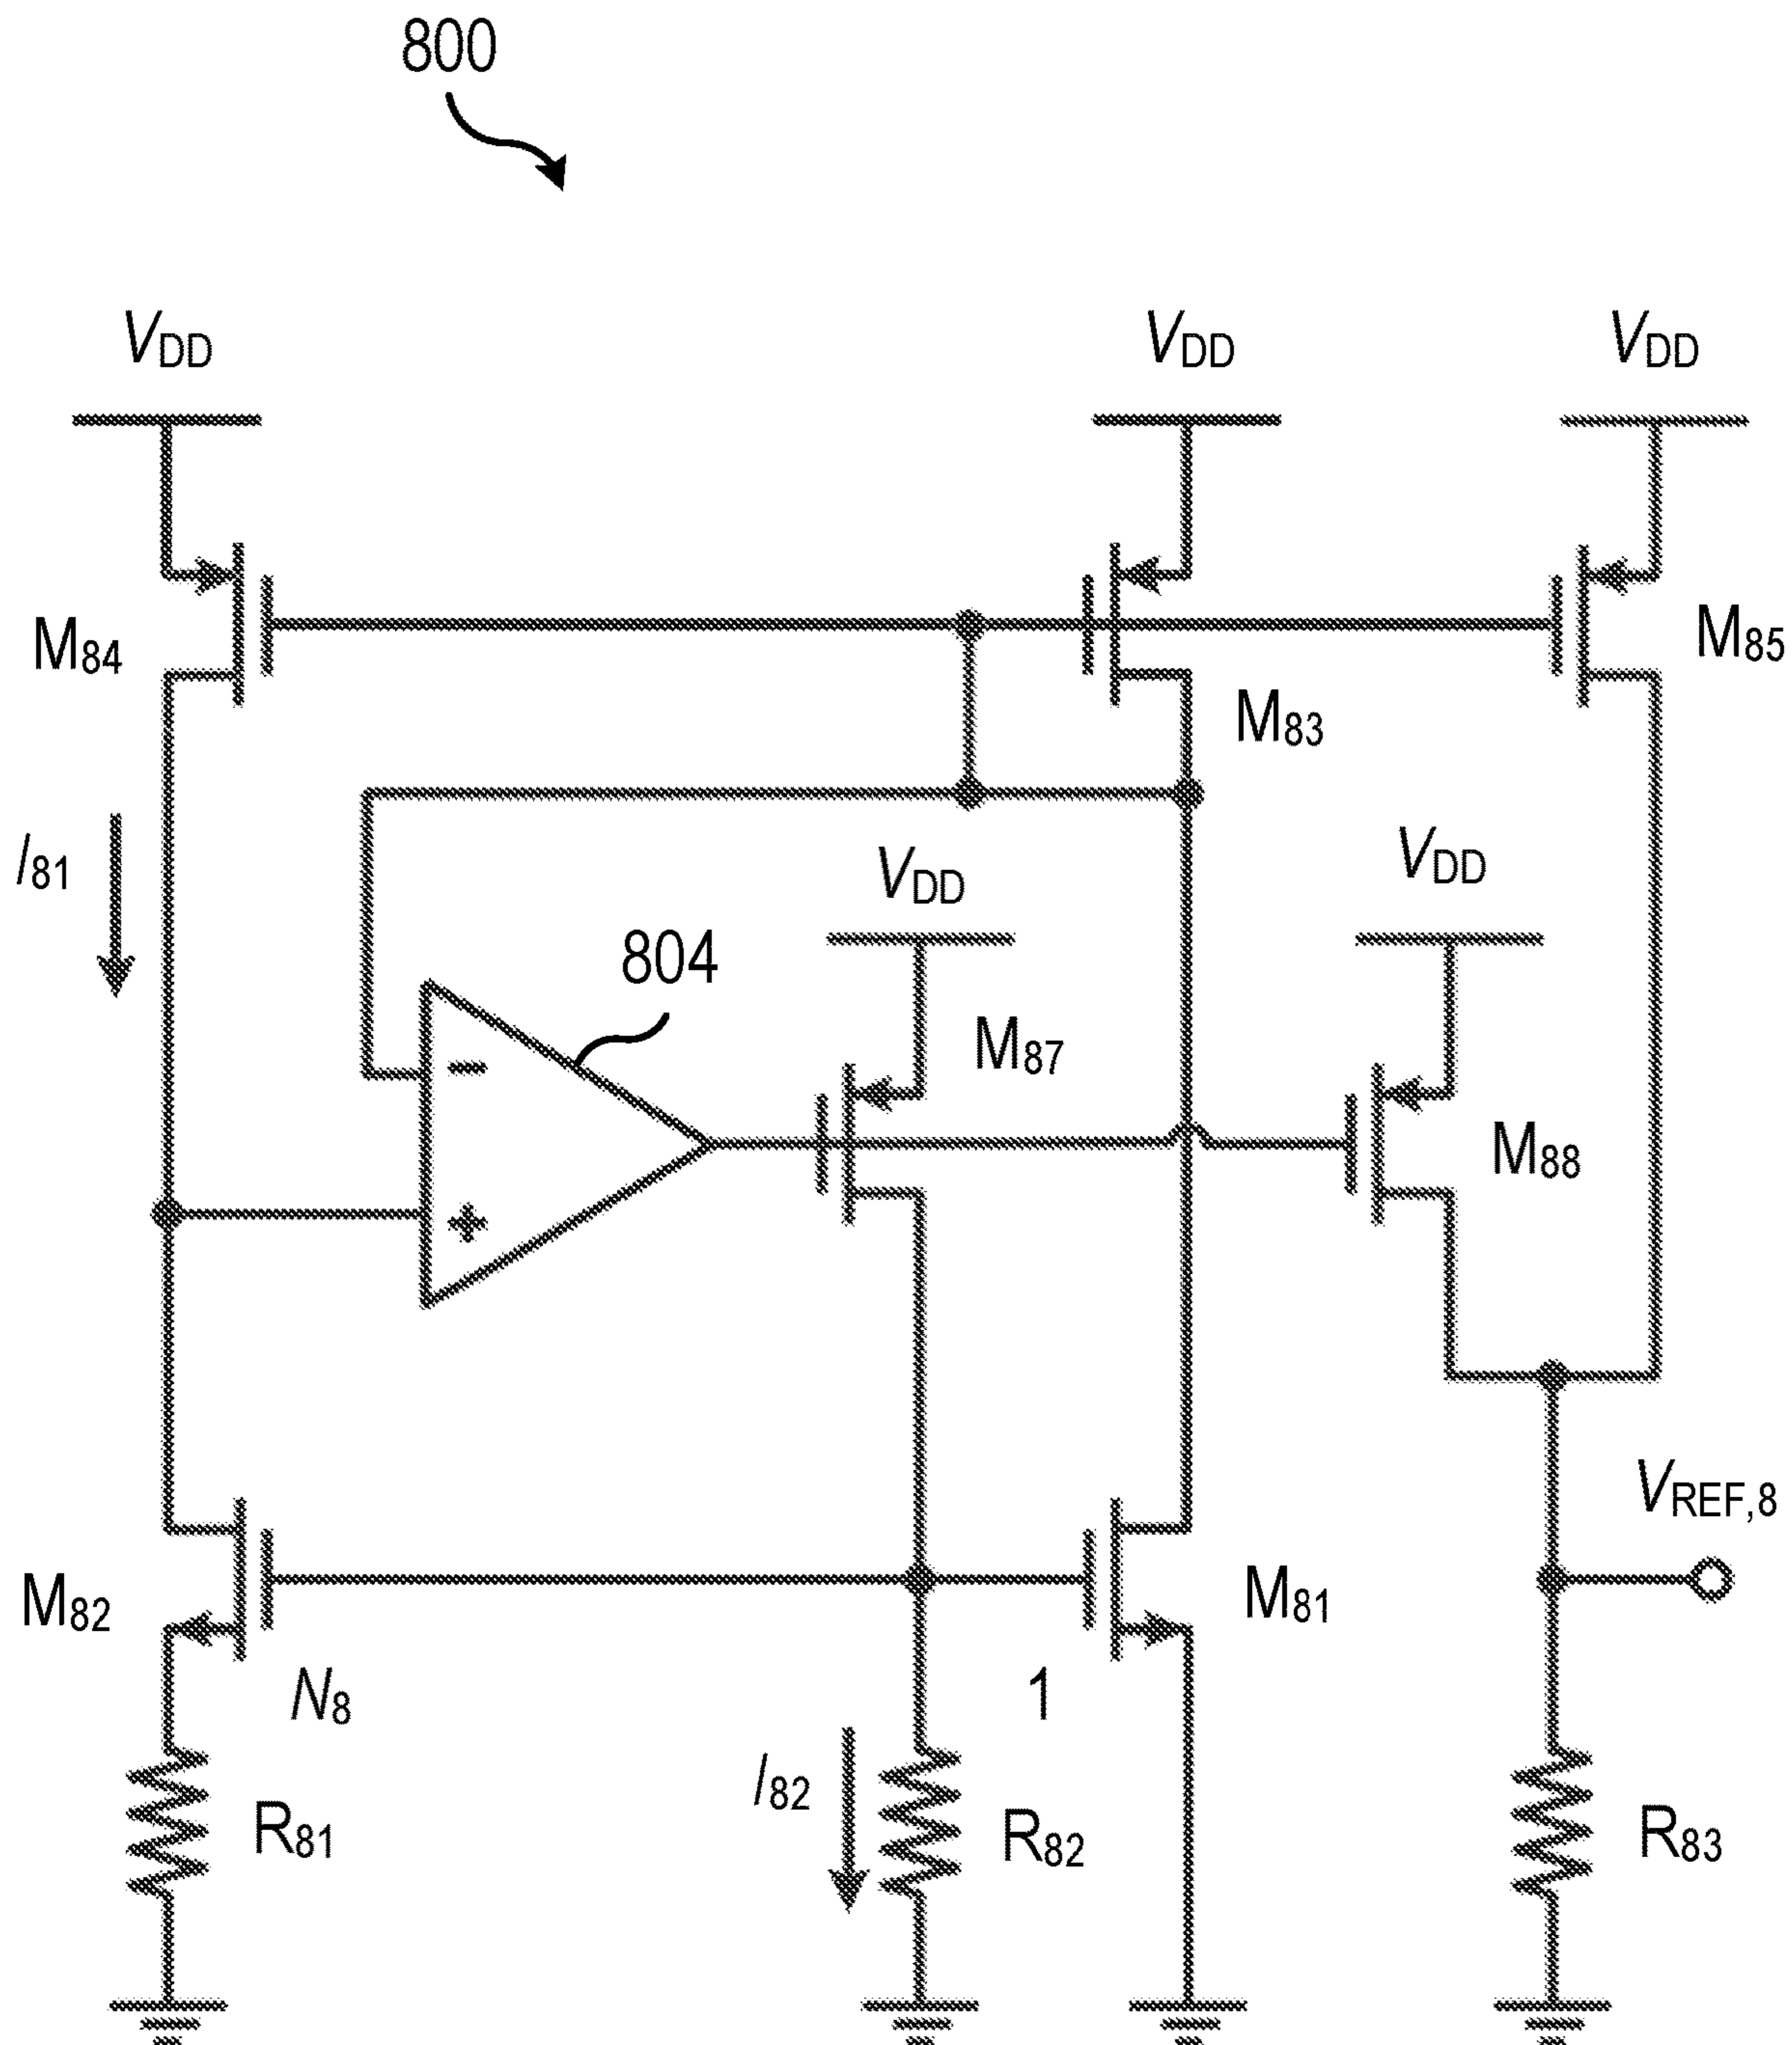 800
VDD
VDD
VDD
M84
M83
M85
I81
VDD
VDD
804
M87
M88
-
+
M82
N8
1
M81
VREF,8
R81
I82
R82
R83